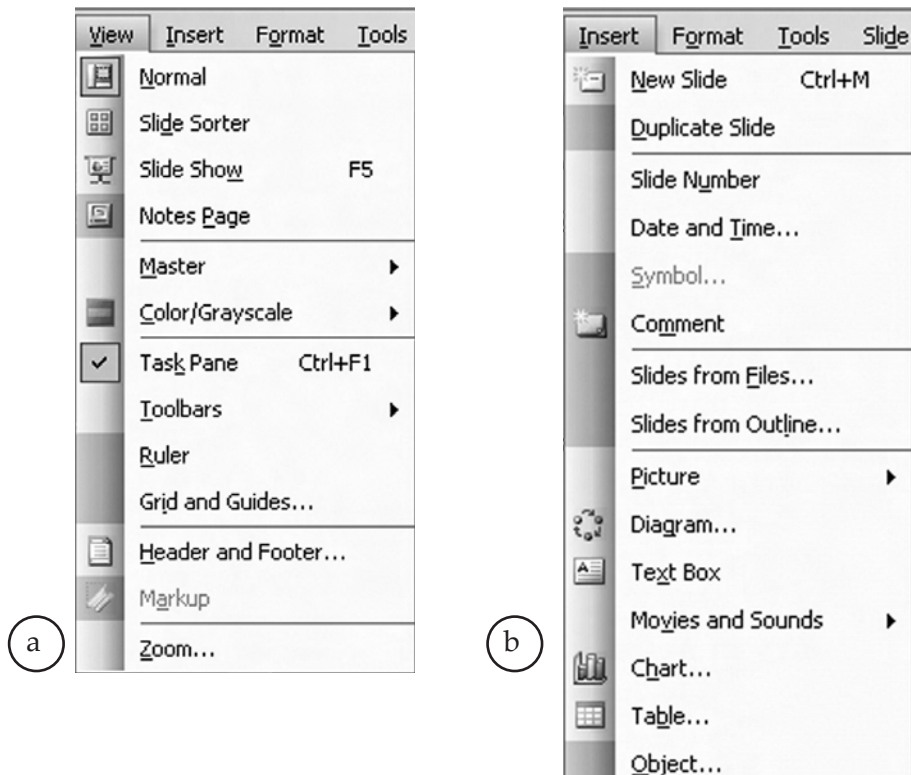 View Insert Format Tools
Normal
Slide Sorter
Slide Show F5
Notes Page
Master
Color/Grayscale
Task Pane Ctrl+F1
Toolbars
Ruler
Grid and Guides...
Header and Footer...
Markup
Zoom...
a
Insert Format Tools Slide
New Slide Ctrl+M
Duplicate Slide
Slide Number
Date and Time...
Symbol...
Comment
Slides from Files...
Slides from Outline...
Picture
Diagram...
Text Box
Movies and Sounds
Chart...
Table...
Object...
b